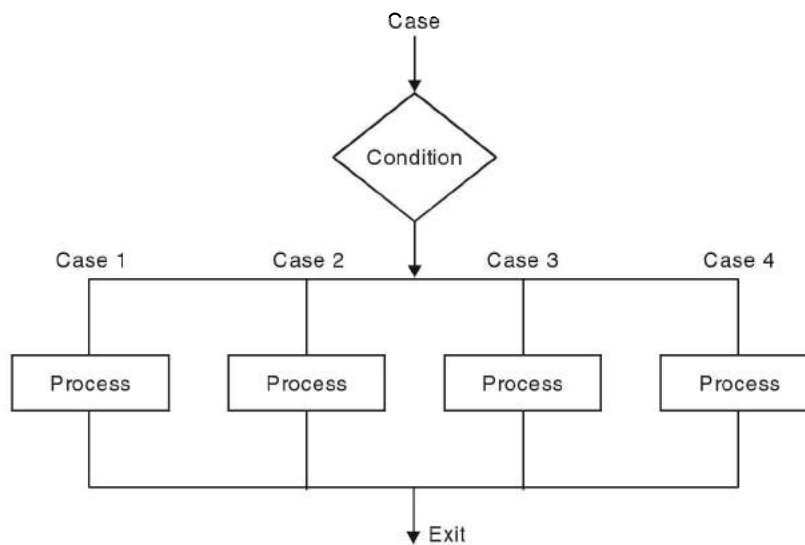 Case
Condition
Case 1
Case 2
Case 3
Case 4
Process
Process
Process
Process
Exit